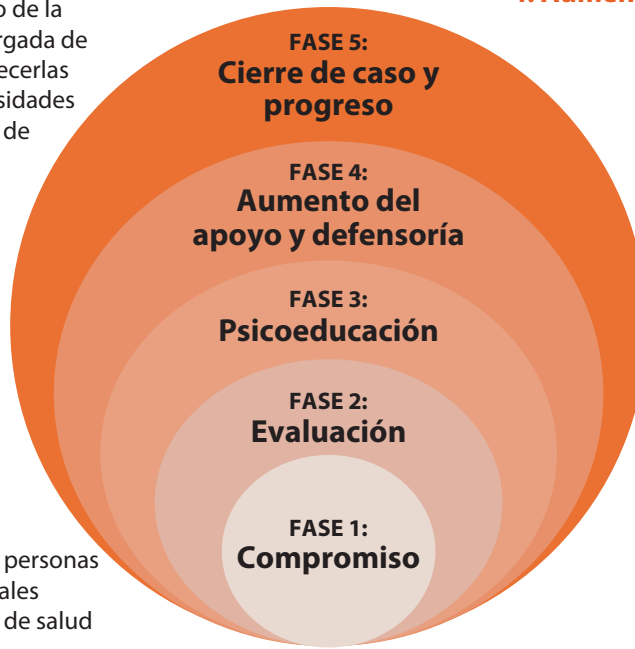 o de la
rgada de
ecerlas
sidades
de
FASE 5:
Cierre de caso y
progreso
FASE 4:
Aumento del
apoyo y defensoría
FASE 3:
Psicoeducación
FASE 2:
Evaluación
FASE 1:
Compromiso
personas
ales
de salud